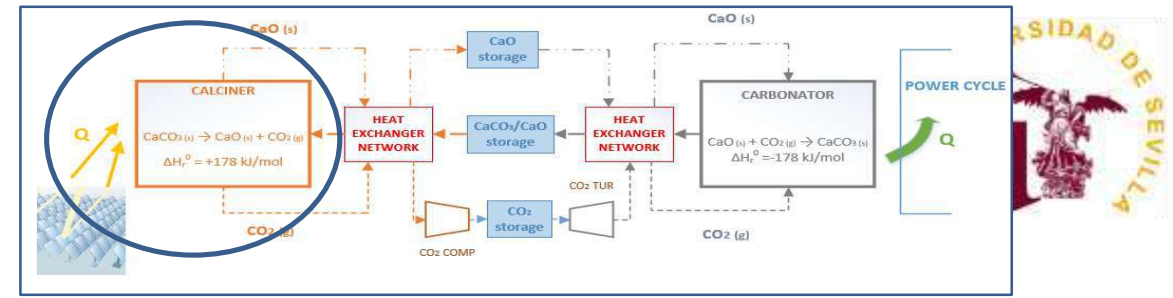 CaO (s)
CaO (s)
CaO
storage
CALCINER
CaCO₃ (s) → CaO (s) + CO₂ (g)
ΔHᵣ⁰ = +178 kJ/mol
Q
HEAT
EXCHANGER
NETWORK
CaCO₃/CaO
storage
HEAT
EXCHANGER
NETWORK
CARBONATOR
CaO (s) + CO₂ (g) → CaCO₃ (s)
ΔHᵣ⁰ =-178 kJ/mol
POWER CYCLE
Q
CO₂ TUR
CO₂
storage
CO₂ COMP
CO₂ (g)
CO₂ (g)
RSIDAD DE SEVILLA